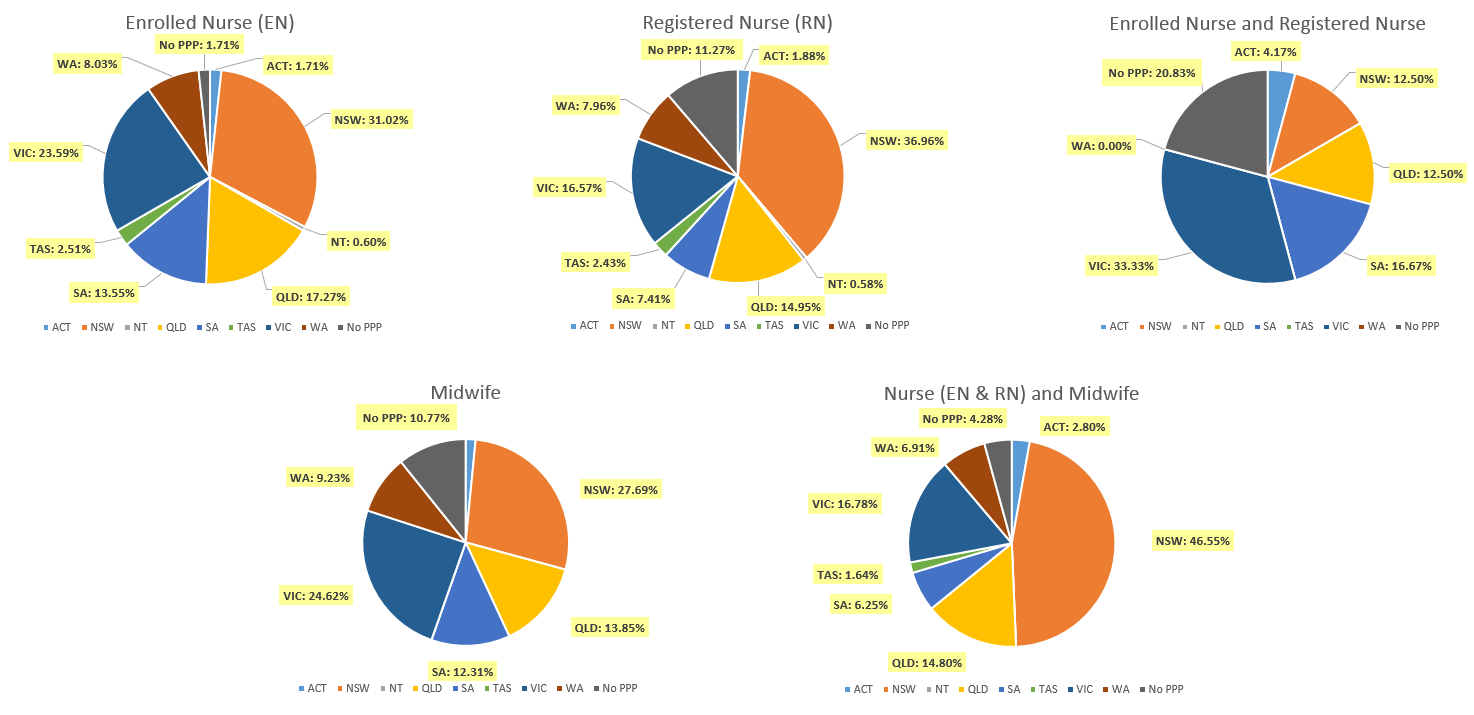 Enrolled Nurse (EN)
No PPP: 1.71%
ACT: 1.71%
WA: 8.03%
NSW: 31.02%
VIC: 23.59%
NT: 0.60%
TAS: 2.51%
SA: 13.55%
QLD: 17.27%
ACT NSW NT QLD SA TAS VIC WA No PPP
Registered Nurse (RN)
No PPP: 11.27%
ACT: 1.88%
WA: 7.96%
NSW: 36.96%
VIC: 16.57%
TAS: 2.43%
NT: 0.58%
SA: 7.41%
QLD: 14.95%
ACT NSW NT QLD SA TAS VIC WA No PPP
Enrolled Nurse and Registered Nurse
ACT: 4.17%
No PPP: 20.83%
NSW: 12.50%
WA: 0.00%
QLD: 12.50%
VIC: 33.33%
SA: 16.67%
ACT NSW NT QLD SA TAS VIC WA No PPP
Midwife
No PPP: 10.77%
WA: 9.23%
NSW: 27.69%
VIC: 24.62%
QLD: 13.85%
SA: 12.31%
ACT NSW NT QLD SA TAS VIC WA No PPP
Nurse (EN & RN) and Midwife
No PPP: 4.28%
ACT: 2.80%
WA: 6.91%
VIC: 16.78%
NSW: 46.55%
TAS: 1.64%
SA: 6.25%
QLD: 14.80%
ACT NSW NT QLD SA TAS VIC WA No PPP